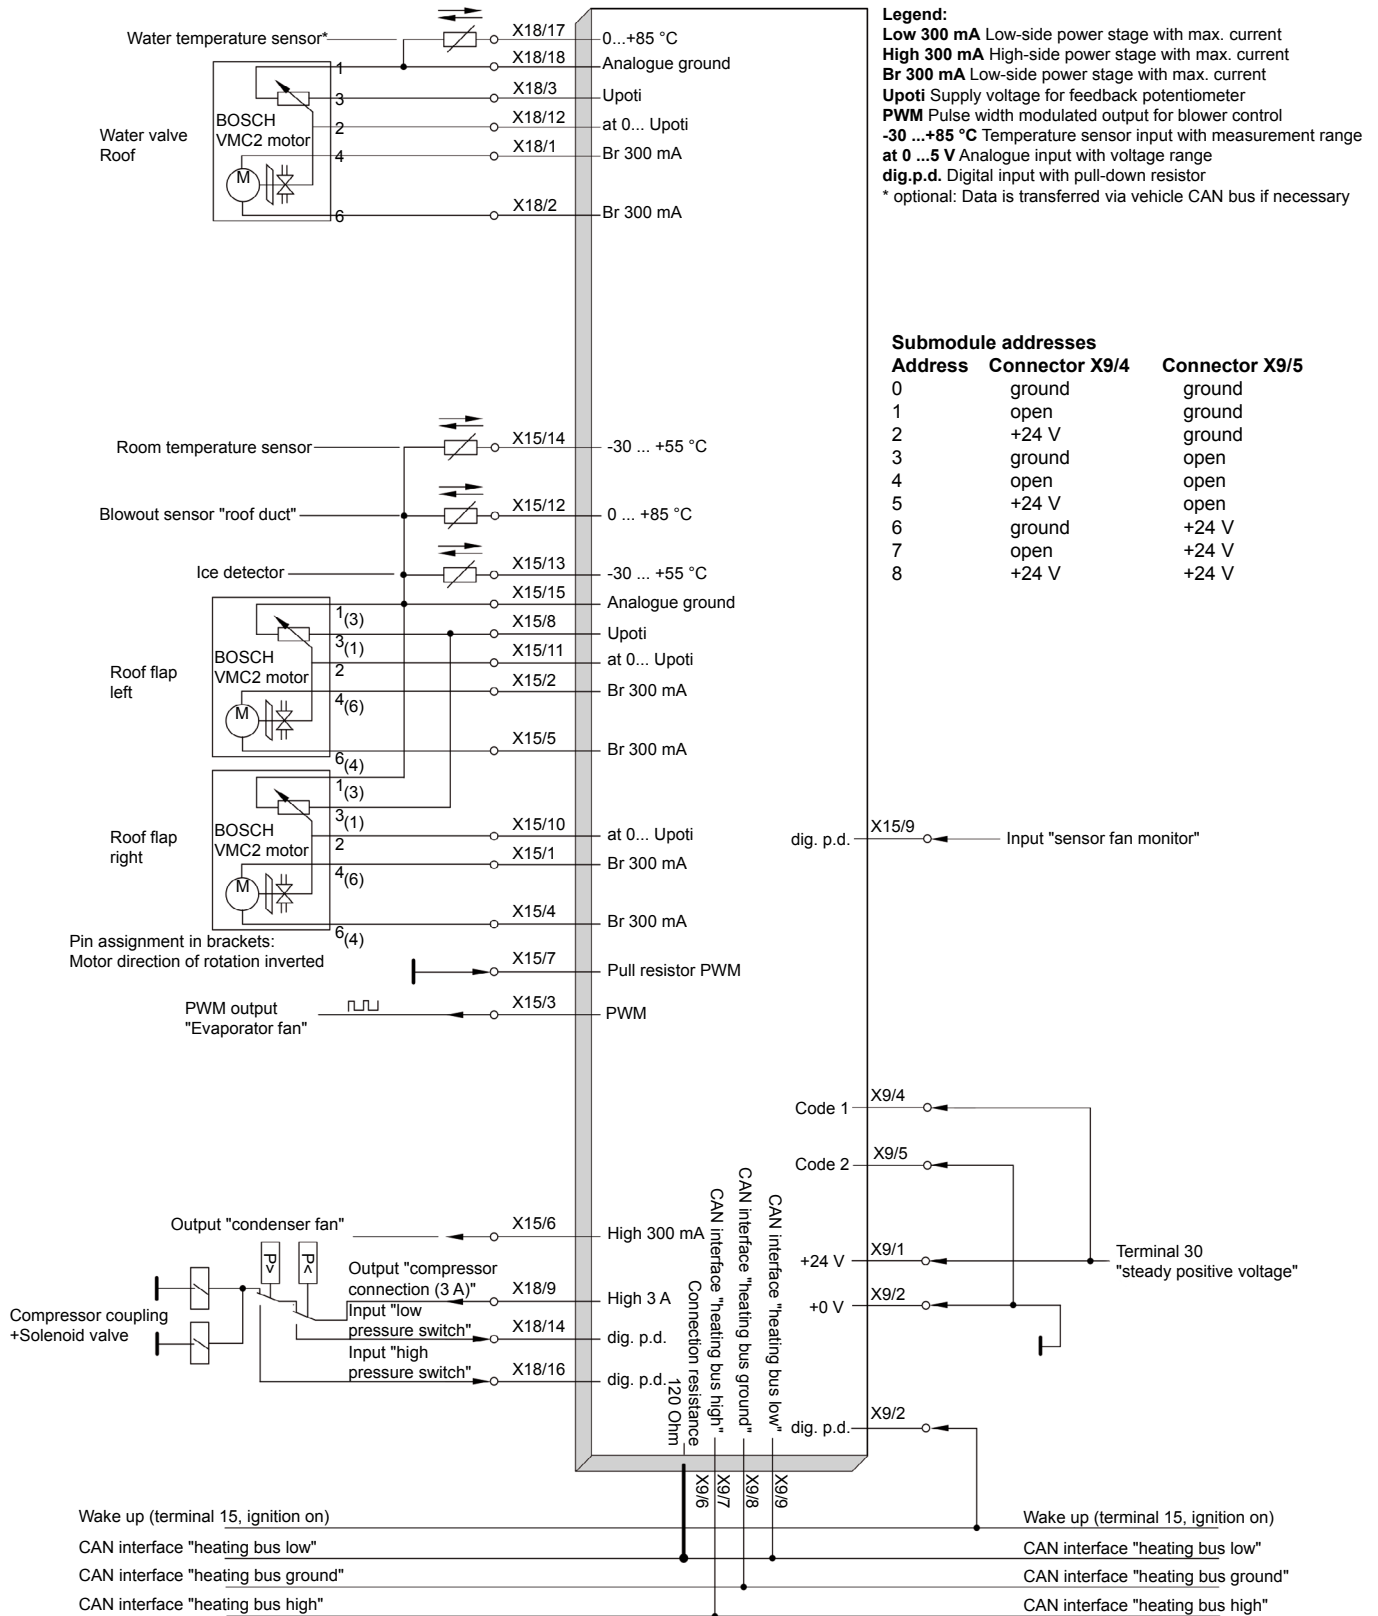 Legend:
Low 300 mA Low-side power stage with max. current
High 300 mA High-side power stage with max. current
Br 300 mA Low-side power stage with max. current
Upoti Supply voltage for feedback potentiometer
PWM Pulse width modulated output for blower control
-30 ...+85 °C Temperature sensor input with measurement range
at 0 ...5 V Analogue input with voltage range
dig.p.d. Digital input with pull-down resistor
* optional: Data is transferred via vehicle CAN bus if necessary
Water temperature sensor*
X18/17
0...+85 °C
X18/18
Analogue ground
1
X18/3
Upoti
3
X18/12
at 0... Upoti
2
X18/1
Br 300 mA
4
X18/2
Br 300 mA
6
BOSCH
VMC2 motor
M
Water valve
Roof
Submodule addresses
Address Connector X9/4 Connector X9/5
0 ground ground
1 open ground
2 +24 V ground
3 ground open
4 open open
5 +24 V open
6 ground +24 V
7 open +24 V
8 +24 V +24 V
Room temperature sensor
X15/14
-30 ... +55 °C
Blowout sensor "roof duct"
X15/12
0 ... +85 °C
Ice detector
X15/13
-30 ... +55 °C
X15/15
Analogue ground
1(3)
X15/8
Upoti
3(1)
X15/11
at 0... Upoti
2
X15/2
Br 300 mA
4(6)
X15/5
Br 300 mA
6(4)
BOSCH
VMC2 motor
M
Roof flap
left
1(3)
3(1)
X15/10
at 0... Upoti
2
X15/1
Br 300 mA
4(6)
X15/4
Br 300 mA
6(4)
BOSCH
VMC2 motor
M
Roof flap
right
dig. p.d.
X15/9
Input "sensor fan monitor"
Pin assignment in brackets:
Motor direction of rotation inverted
X15/7
Pull resistor PWM
PWM output
"Evaporator fan"
X15/3
PWM
Code 1
X9/4
Code 2
X9/5
+24 V
X9/1
Terminal 30
"steady positive voltage"
+0 V
X9/2
dig. p.d.
X9/2
Output "condenser fan"
X15/6
High 300 mA
P>
P<
Output "compressor
connection (3 A)"
X18/9
High 3 A
Input "low
pressure switch"
X18/14
dig. p.d.
Input "high
pressure switch"
X18/16
dig. p.d.
Compressor coupling
+Solenoid valve
Connection resistance
120 Ohm
CAN interface "heating bus high"
CAN interface "heating bus ground"
CAN interface "heating bus low"
X9/6
X9/7
X9/8
X9/9
Wake up (terminal 15, ignition on)
Wake up (terminal 15, ignition on)
CAN interface "heating bus low"
CAN interface "heating bus low"
CAN interface "heating bus ground"
CAN interface "heating bus ground"
CAN interface "heating bus high"
CAN interface "heating bus high"